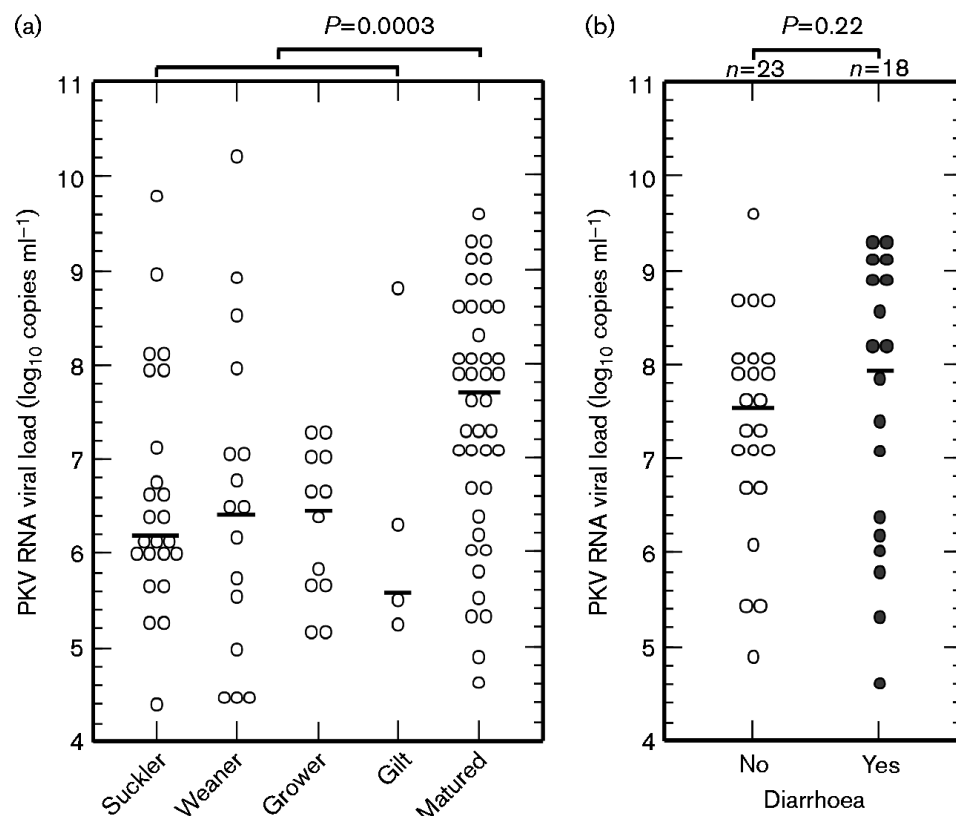 (a)
P=0.0003
PKV RNA viral load (log10 copies ml−1)
11
10
9
8
7
6
5
4
Suckler
Weaner
Grower
Gilt
Matured
(b)
P=0.22
n=23 n=18
PKV RNA viral load (log10 copies ml−1)
11
10
9
8
7
6
5
4
No Yes
Diarrhoea